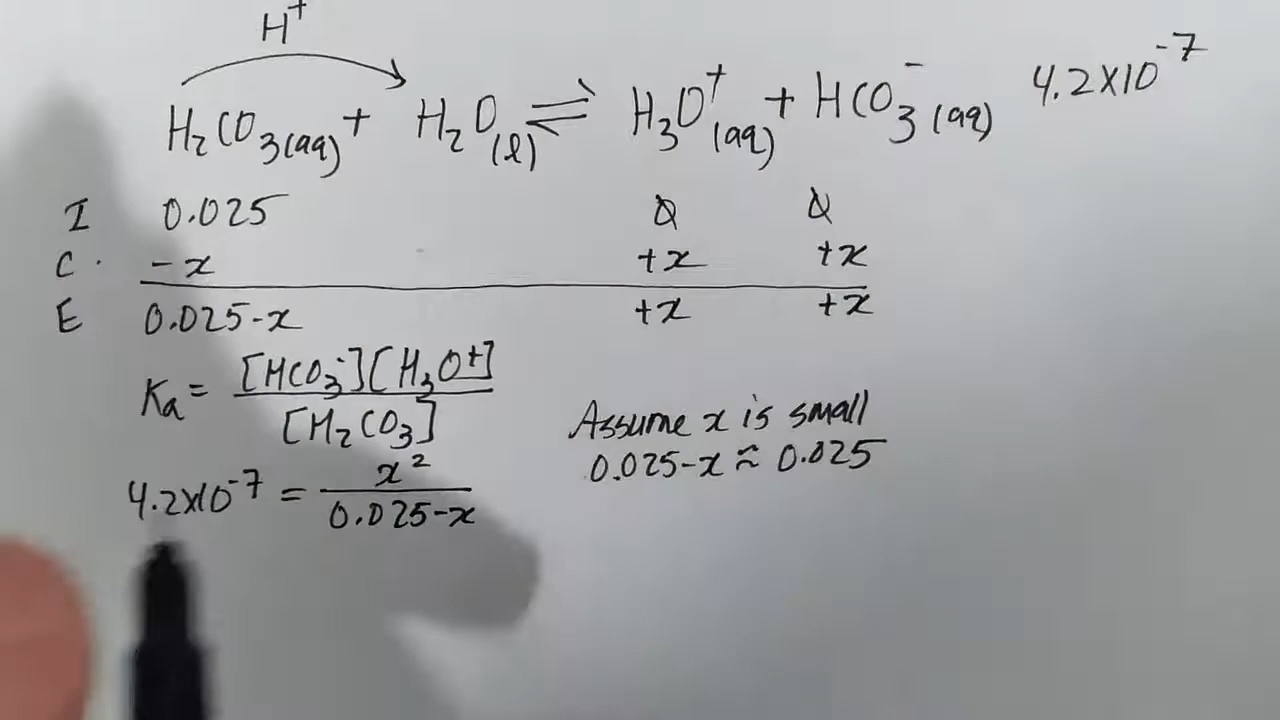 H⁺
H₂CO₃(aq) + H₂O(l) ⇌ H₃O⁺(aq) + HCO₃⁻(aq) 4.2×10⁻⁷
I 0.025 0 0
C -x +x +x
E 0.025-x +x +x
Ka = [HCO₃⁻][H₃O+] / [H₂CO₃]
Assume x is small
0.025-x ≈ 0.025
4.2×10⁻⁷ = x² / 0.025-x